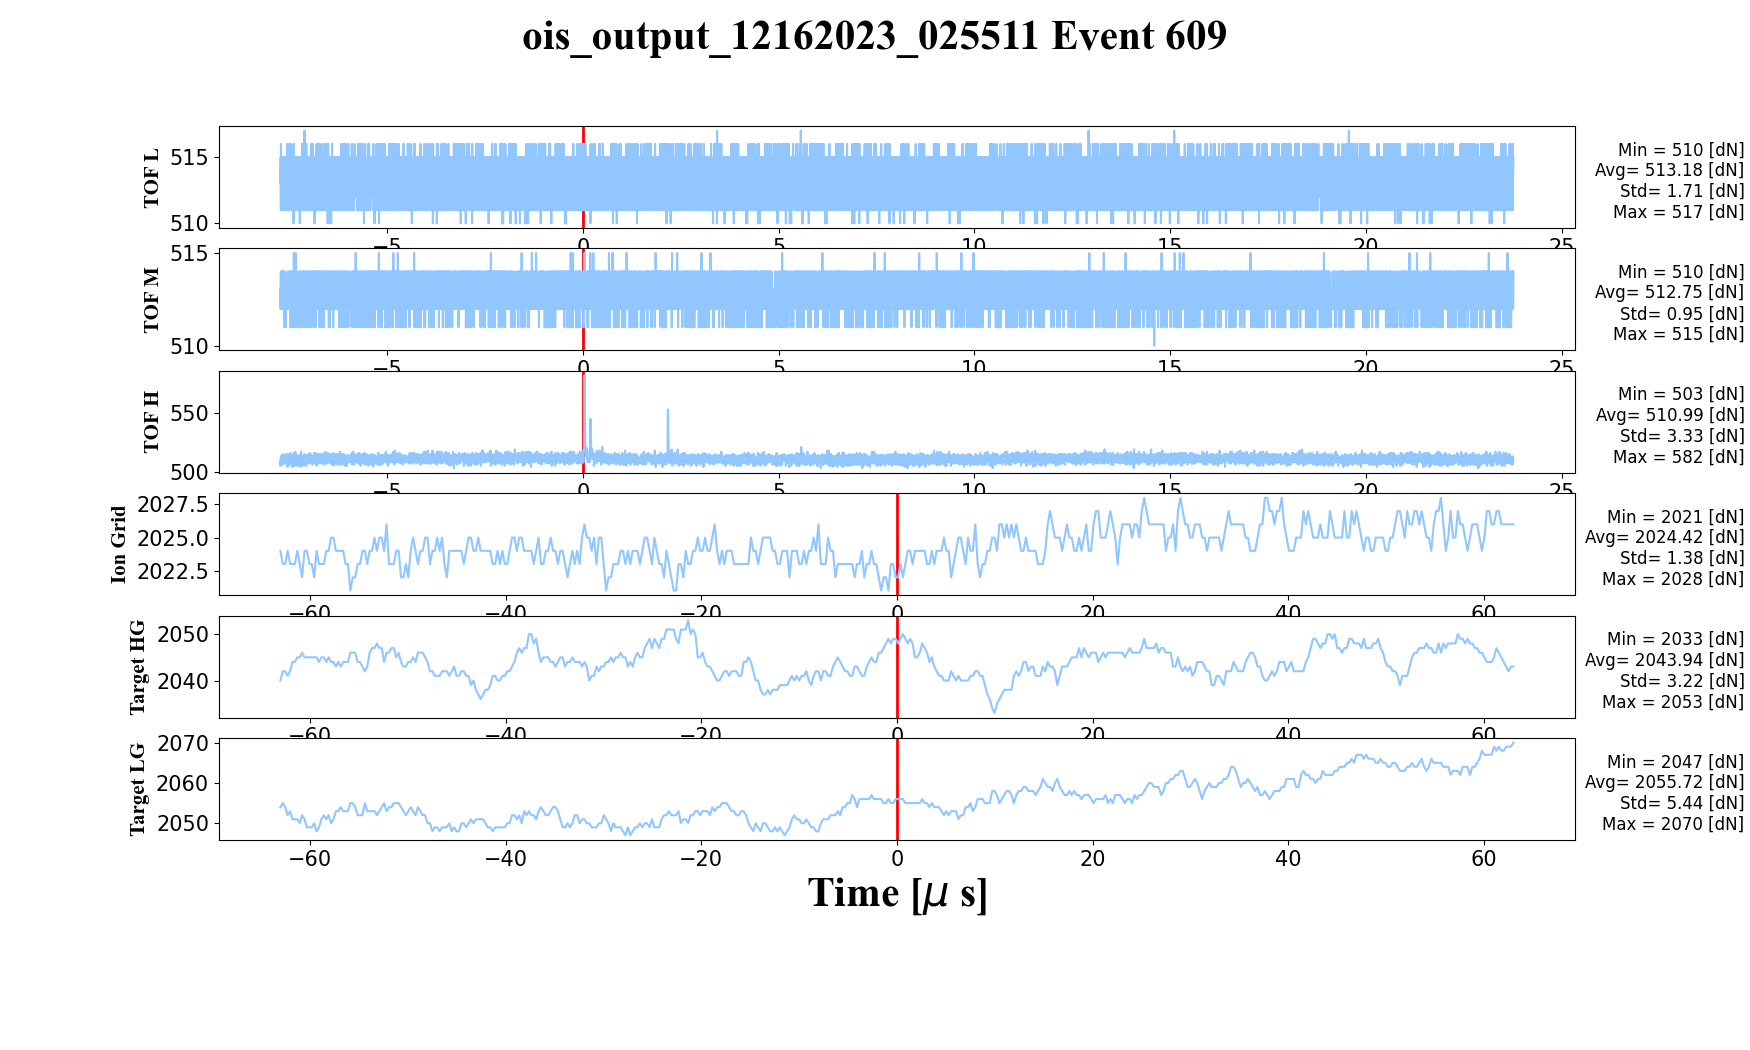 ois_output_12162023_025511 Event 609
TOF L
515
510
−5 0 5 10 15 20 25
Min = 510 [dN]
Avg= 513.18 [dN]
Std= 1.71 [dN]
Max = 517 [dN]
TOF M
515
510
−5 0 5 10 15 20 25
Min = 510 [dN]
Avg= 512.75 [dN]
Std= 0.95 [dN]
Max = 515 [dN]
TOF H
550
500
−5 0 5 10 15 20 25
Min = 503 [dN]
Avg= 510.99 [dN]
Std= 3.33 [dN]
Max = 582 [dN]
Ion Grid
2027.5
2025.0
2022.5
−60 −40 −20 0 20 40 60
Min = 2021 [dN]
Avg= 2024.42 [dN]
Std= 1.38 [dN]
Max = 2028 [dN]
Target HG
2050
2040
−60 −40 −20 0 20 40 60
Min = 2033 [dN]
Avg= 2043.94 [dN]
Std= 3.22 [dN]
Max = 2053 [dN]
Target LG
2070
2060
2050
−60 −40 −20 0 20 40 60
Min = 2047 [dN]
Avg= 2055.72 [dN]
Std= 5.44 [dN]
Max = 2070 [dN]
Time [μ s]